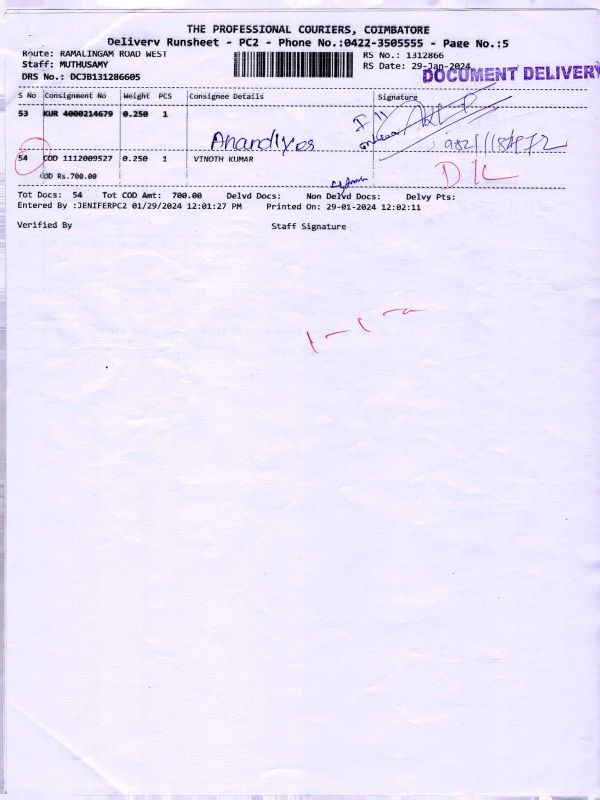 THE PROFESSIONAL COURIERS, COIMBATORE
Delivery Runsheet - PC2 - Phone No.:0422-3505555 - Page No.:5
Route: RAMALINGAM ROAD WEST RS No.: 1312866
Staff: MUTHUSAMY RS Date: 29-Jan-2024
DOCUMENT DELIVERY
DRS No.: DCJB131286605
S No Consignment No Weight PCS Consignee Details Signature
53 KUR 4000214679 0.250 1
54 COD 1112009527 0.250 1 VINOTH KUMAR
D/L
COD Rs.700.00
Tot Docs: 54 Tot COD Amt: 700.00 Delvd Docs: Non Delvd Docs: Delvy Pts:
Entered By :JENIFERPC2 01/29/2024 12:01:27 PM Printed On: 29-01-2024 12:02:11
Verified By Staff Signature